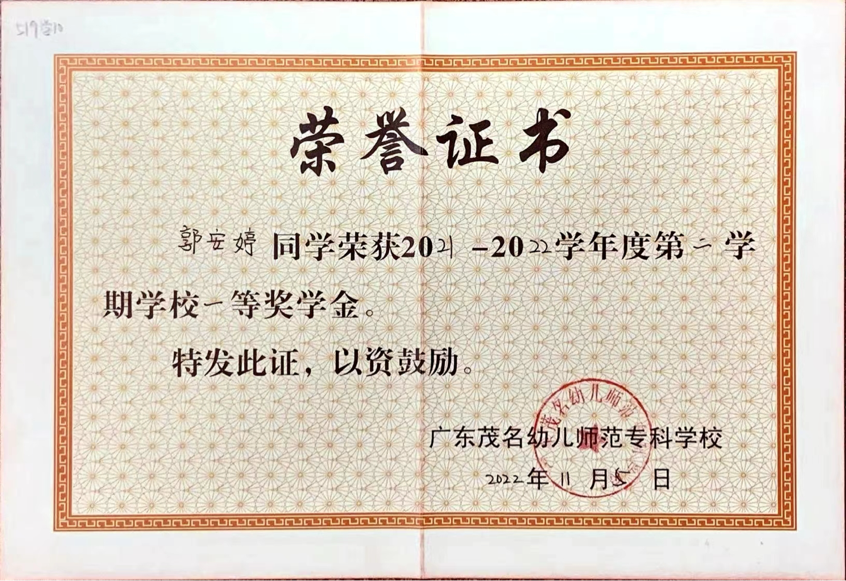 荣誉证书
郭安婷 同学荣获2021-2022学年度第二学
期学校一等奖学金。
特发此证，以资鼓励。
广东茂名幼儿师范专科学校
2022年11月5日